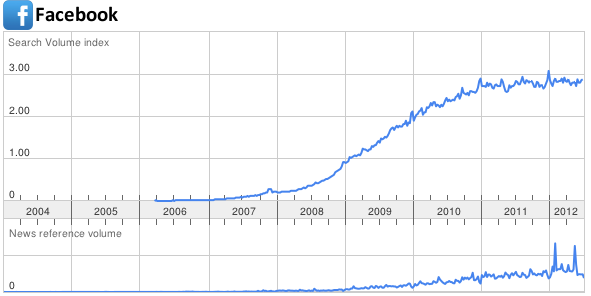 f Facebook
Search Volume index
3.00
2.00
1.00
0
2004 2005 2006 2007 2008 2009 2010 2011 2012
News reference volume
0